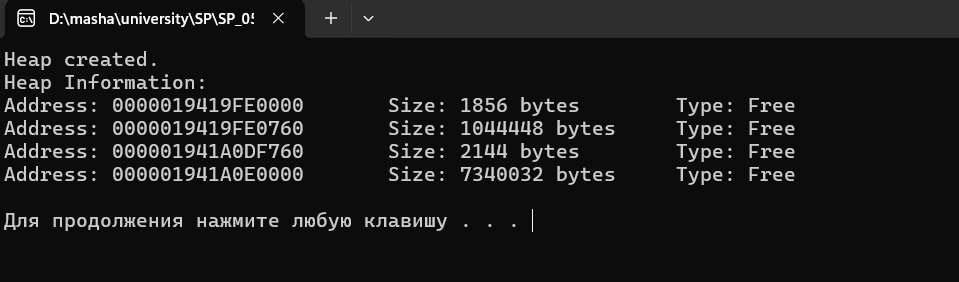 D:\masha\university\SP\SP_05
Heap created.
Heap Information:
Address: 0000019419FE0000 Size: 1856 bytes Type: Free
Address: 0000019419FE0760 Size: 1044448 bytes Type: Free
Address: 000001941A0DF760 Size: 2144 bytes Type: Free
Address: 000001941A0E0000 Size: 7340032 bytes Type: Free
Для продолжения нажмите любую клавишу . . .